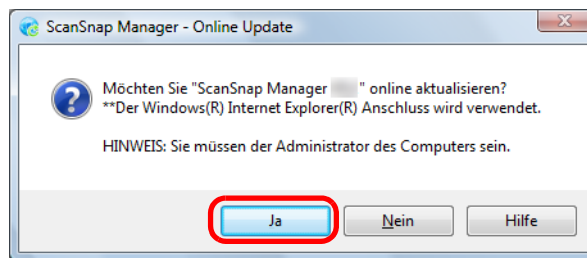 ScanSnap Manager - Online Update
Möchten Sie "ScanSnap Manager " online aktualisieren?
**Der Windows(R) Internet Explorer(R) Anschluss wird verwendet.
HINWEIS: Sie müssen der Administrator des Computers sein.
Ja Nein Hilfe